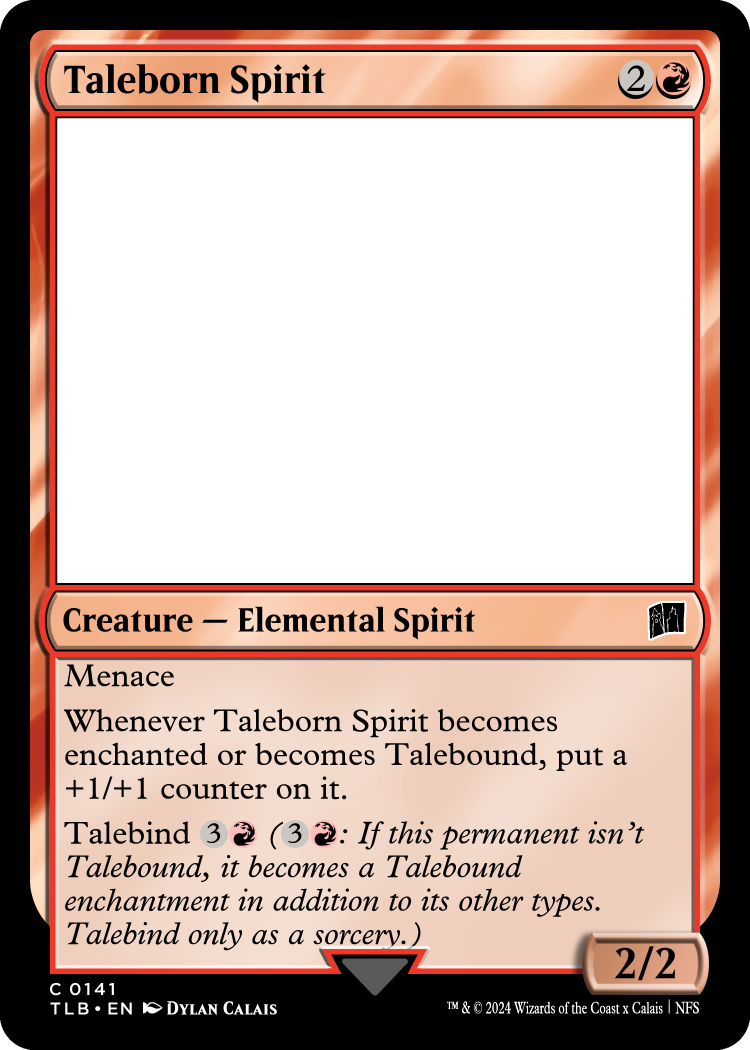 Taleborn Spirit 2
Creature — Elemental Spirit
Menace
Whenever Taleborn Spirit becomes
enchanted or becomes Talebound, put a
+1/+1 counter on it.
Talebind 3 (3: If this permanent isn't
Talebound, it becomes a Talebound
enchantment in addition to its other types.
Talebind only as a sorcery.)
2/2
C 0141
TLB • EN DYLAN CALAIS
™ & © 2024 Wizards of the Coast x Calais | NFS